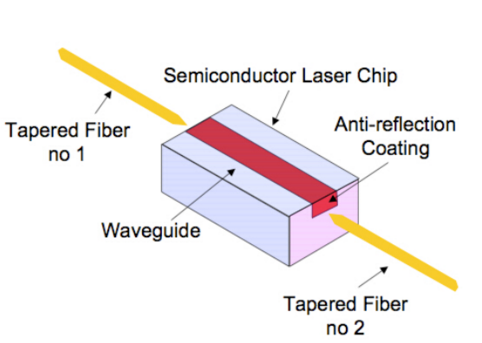 Semiconductor Laser Chip
Tapered Fiber
no 1
Anti-reflection
Coating
Waveguide
Tapered Fiber
no 2